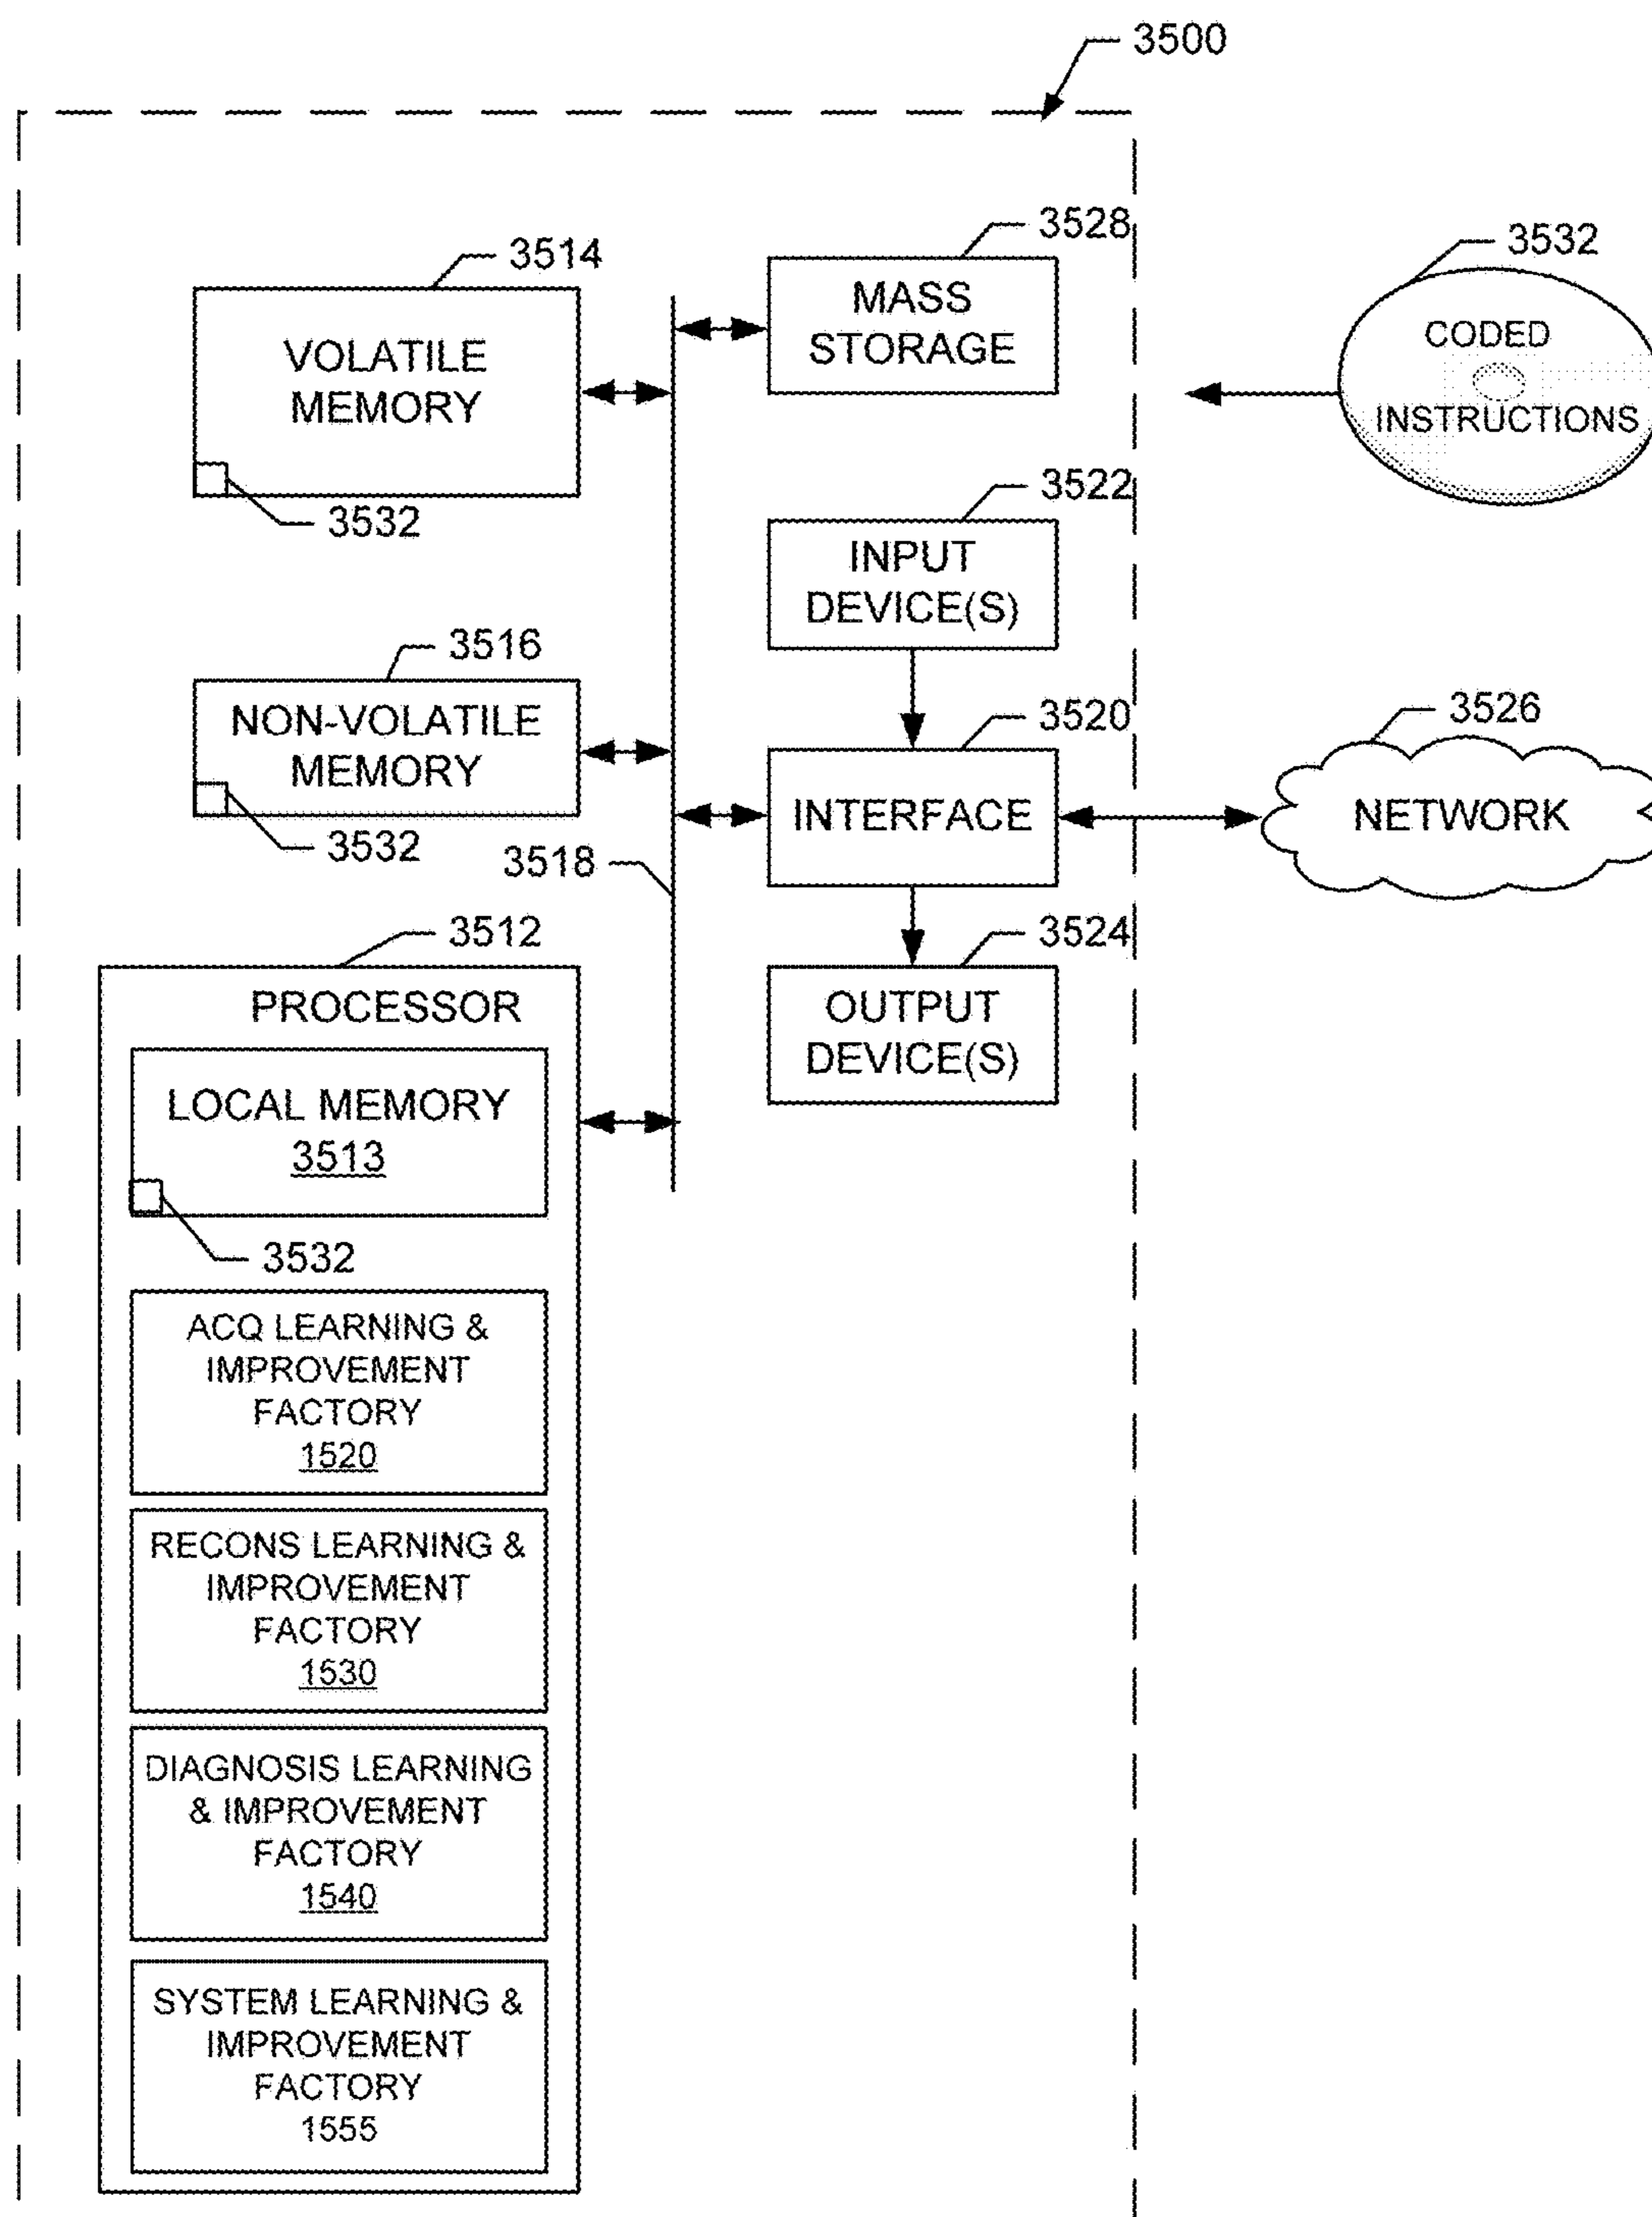 3500
3528
MASS
STORAGE
3514
VOLATILE
MEMORY
3532
3532
CODED
INSTRUCTIONS
3522
INPUT
DEVICE(S)
3516
NON-VOLATILE
MEMORY
3532
3520
INTERFACE
3526
NETWORK
3518
3524
OUTPUT
DEVICE(S)
3512
PROCESSOR
LOCAL MEMORY
3513
3532
ACQ LEARNING &
IMPROVEMENT
FACTORY
1520
RECONS LEARNING &
IMPROVEMENT
FACTORY
1530
DIAGNOSIS LEARNING
& IMPROVEMENT
FACTORY
1540
SYSTEM LEARNING &
IMPROVEMENT
FACTORY
1555